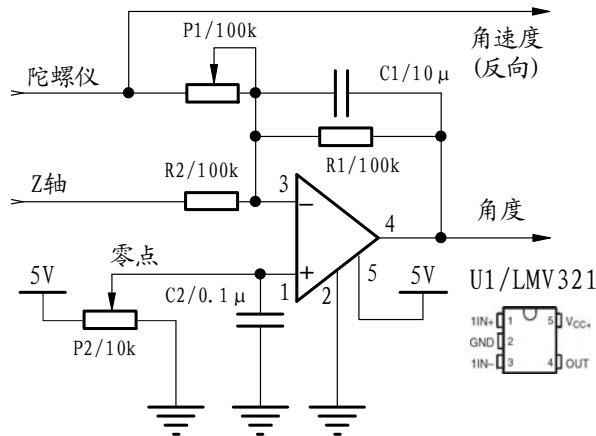 P1/100k
角速度
(反向)
陀螺仪
C1/10μ
R1/100k
Z轴
R2/100k
3
4
角度
零点
5V
1
2
5
5V
C2/0.1μ
P2/10k
U1/LMV321
1IN+ 1 5 VCC+
GND 2
1IN− 3 4 OUT